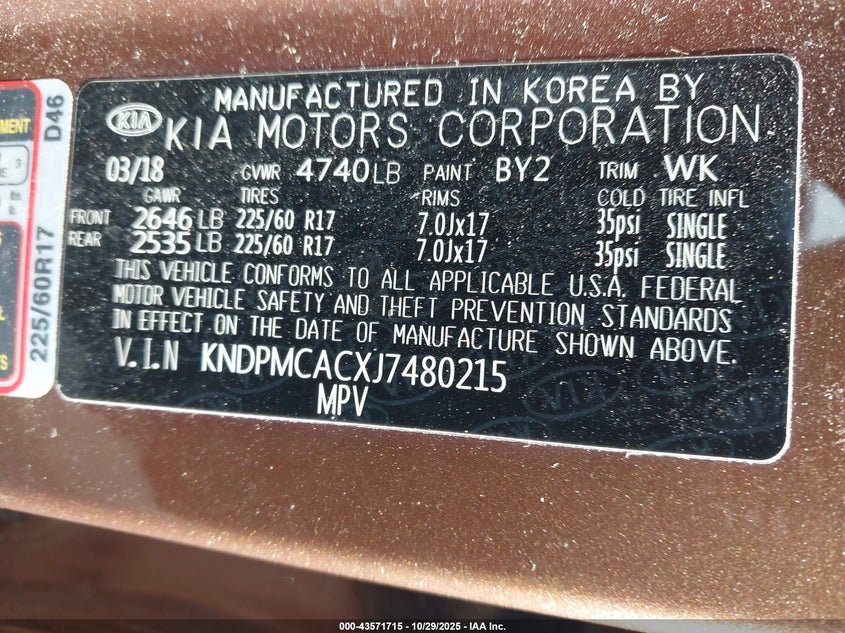 MANUFACTURED IN KOREA BY
KIA KIA MOTORS CORPORATION
03/18 GVWR 4740LB PAINT BY2 TRIM WK
GAWR TIRES RIMS COLD TIRE INFL
FRONT 2646 LB 225/60 R17 7.0Jx17 35psi SINGLE
REAR 2535 LB 225/60 R17 7.0Jx17 35psi SINGLE
THIS VEHICLE CONFORMS TO ALL APPLICABLE U.S.A. FEDERAL
MOTOR VEHICLE SAFETY AND THEFT PREVENTION STANDARDS
IN EFFECT ON THE DATE OF MANUFACTURE SHOWN ABOVE.
V.I.N KNDPMCACXJ7480215
MPV
225/60R17 D46
000-43571715 - 10/29/2025 - IAA Inc.